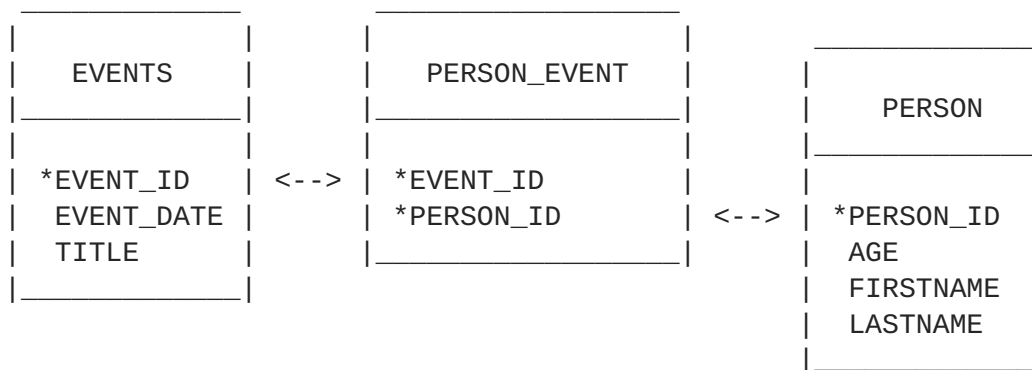 EVENTS
PERSON_EVENT
PERSON
*EVENT_ID <--> *EVENT_ID
EVENT_DATE *PERSON_ID <--> *PERSON_ID
TITLE AGE
FIRSTNAME
LASTNAME